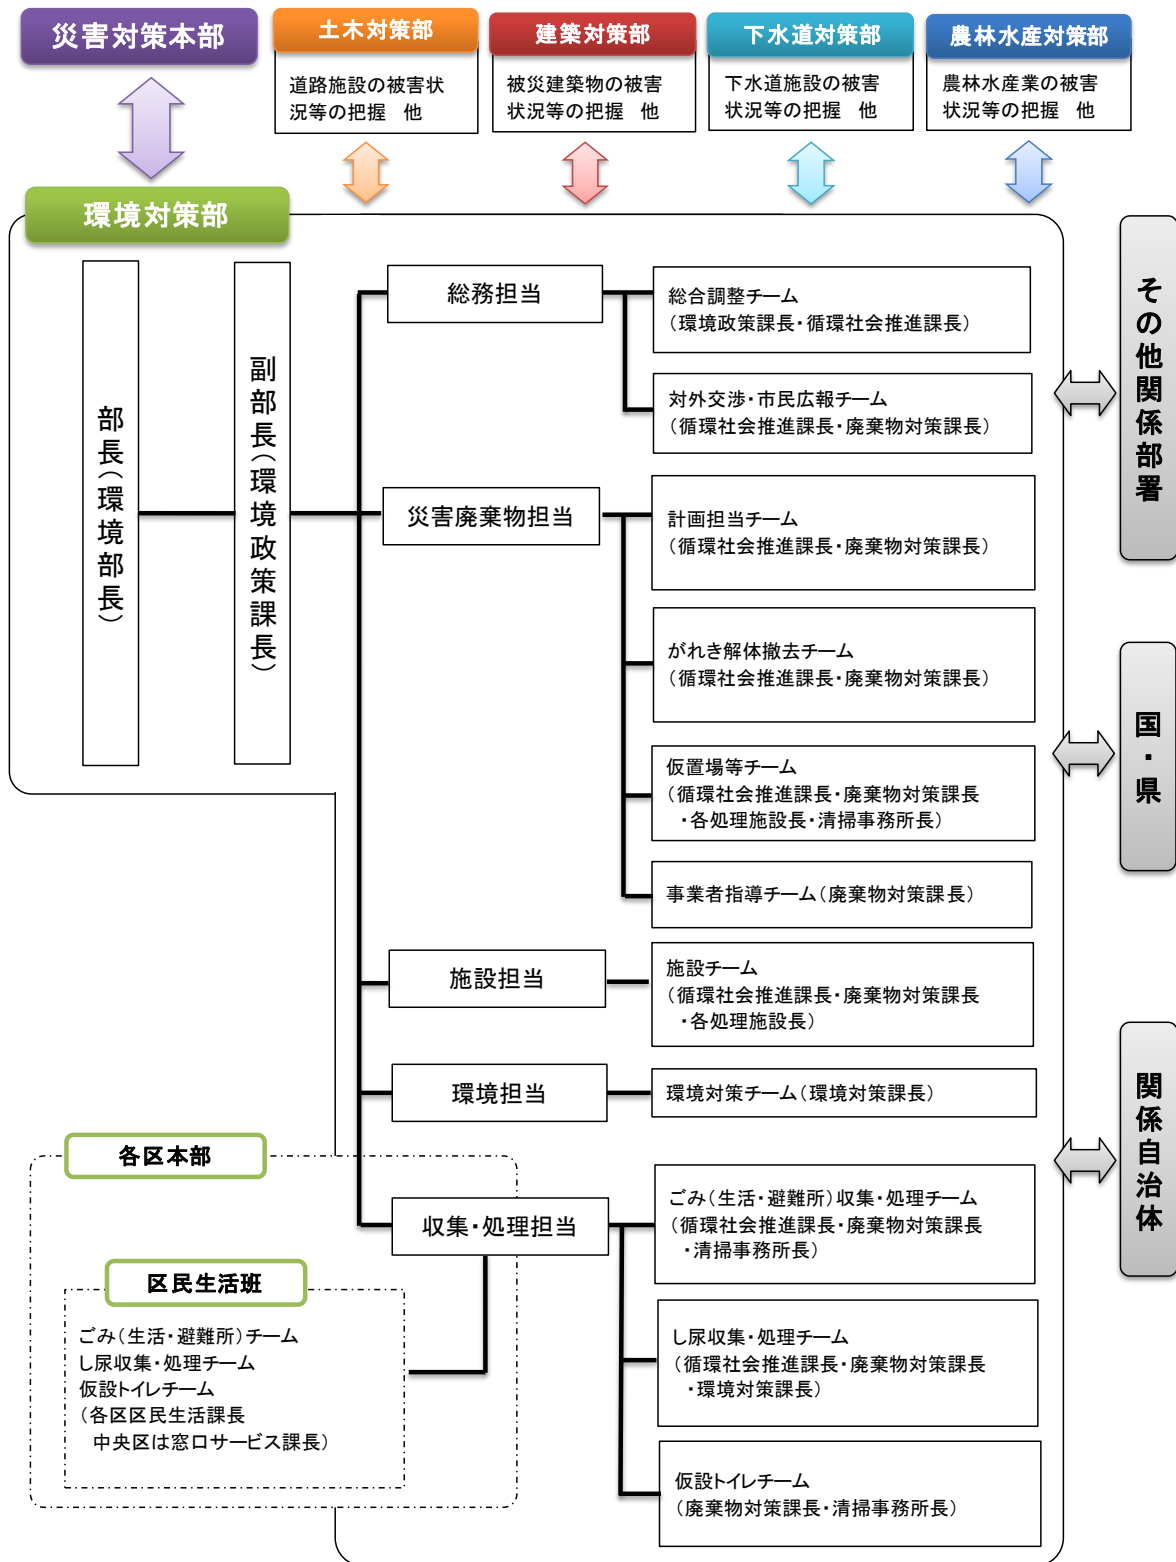 災害対策本部
土木対策部
道路施設の被害状
況等の把握　他
建築対策部
被災建築物の被害
状況等の把握　他
下水道対策部
下水道施設の被害
状況等の把握　他
農林水産対策部
農林水産業の被害
状況等の把握　他
環境対策部
部長（環境部長）
副部長（環境政策課長）
総務担当
総合調整チーム
（環境政策課長・循環社会推進課長）
対外交渉・市民広報チーム
（循環社会推進課長・廃棄物対策課長）
災害廃棄物担当
計画担当チーム
（循環社会推進課長・廃棄物対策課長）
がれき解体撤去チーム
（循環社会推進課長・廃棄物対策課長）
仮置場等チーム
（循環社会推進課長・廃棄物対策課長
・各処理施設長・清掃事務所長）
事業者指導チーム（廃棄物対策課長）
施設担当
施設チーム
（循環社会推進課長・廃棄物対策課長
・各処理施設長）
環境担当
環境対策チーム（環境対策課長）
収集・処理担当
ごみ（生活・避難所）収集・処理チーム
（循環社会推進課長・廃棄物対策課長
・清掃事務所長）
し尿収集・処理チーム
（循環社会推進課長・廃棄物対策課長
・環境対策課長）
仮設トイレチーム
（廃棄物対策課長・清掃事務所長）
各区本部
区民生活班
ごみ（生活・避難所）チーム
し尿収集・処理チーム
仮設トイレチーム
（各区区民生活課長
中央区は窓口サービス課長）
その他関係部署
国・県
関係自治体